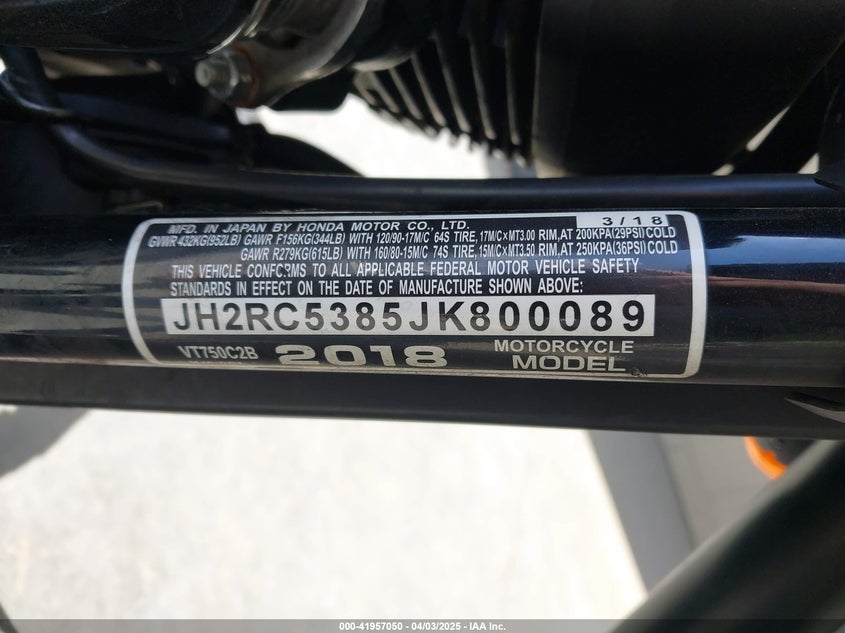 MFD. IN JAPAN BY HONDA MOTOR CO., LTD. 3/18
GVWR 432KG(952LB) GAWR F156KG(344LB) WITH 120/90-17M/C 64S TIRE, 17M/C×MT3.00 RIM, AT 200KPA(29PSI)COLD
GAWR R279KG(615LB) WITH 160/80-15M/C 74S TIRE, 15M/C×MT3.50 RIM, AT 250KPA(36PSI)COLD
THIS VEHICLE CONFORMS TO ALL APPLICABLE FEDERAL MOTOR VEHICLE SAFETY
STANDARDS IN EFFECT ON THE DATE OF MANUFACTURE SHOWN ABOVE:
JH2RC5385JK800089
VT750C2B 2018 MOTORCYCLE
MODEL
000-41957050 - 04/03/2025 - IAA Inc.